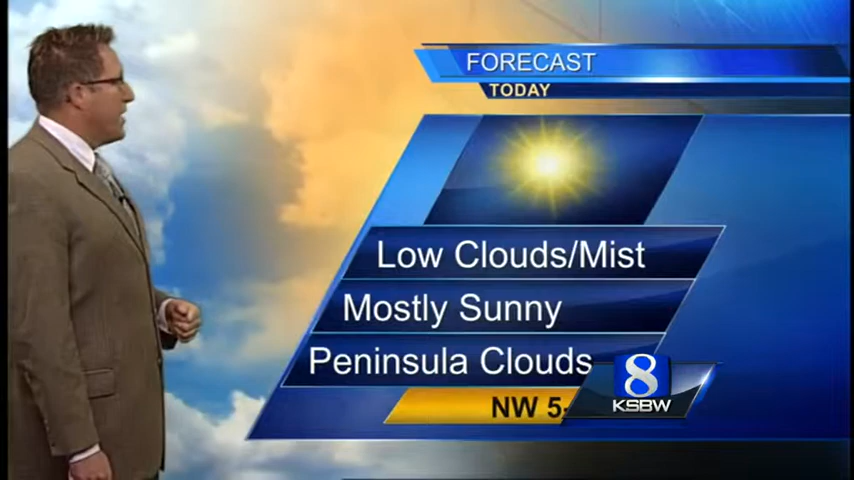 FORECAST
TODAY
Low Clouds/Mist
Mostly Sunny
Peninsula Clouds
NW 5-
8
KSBW